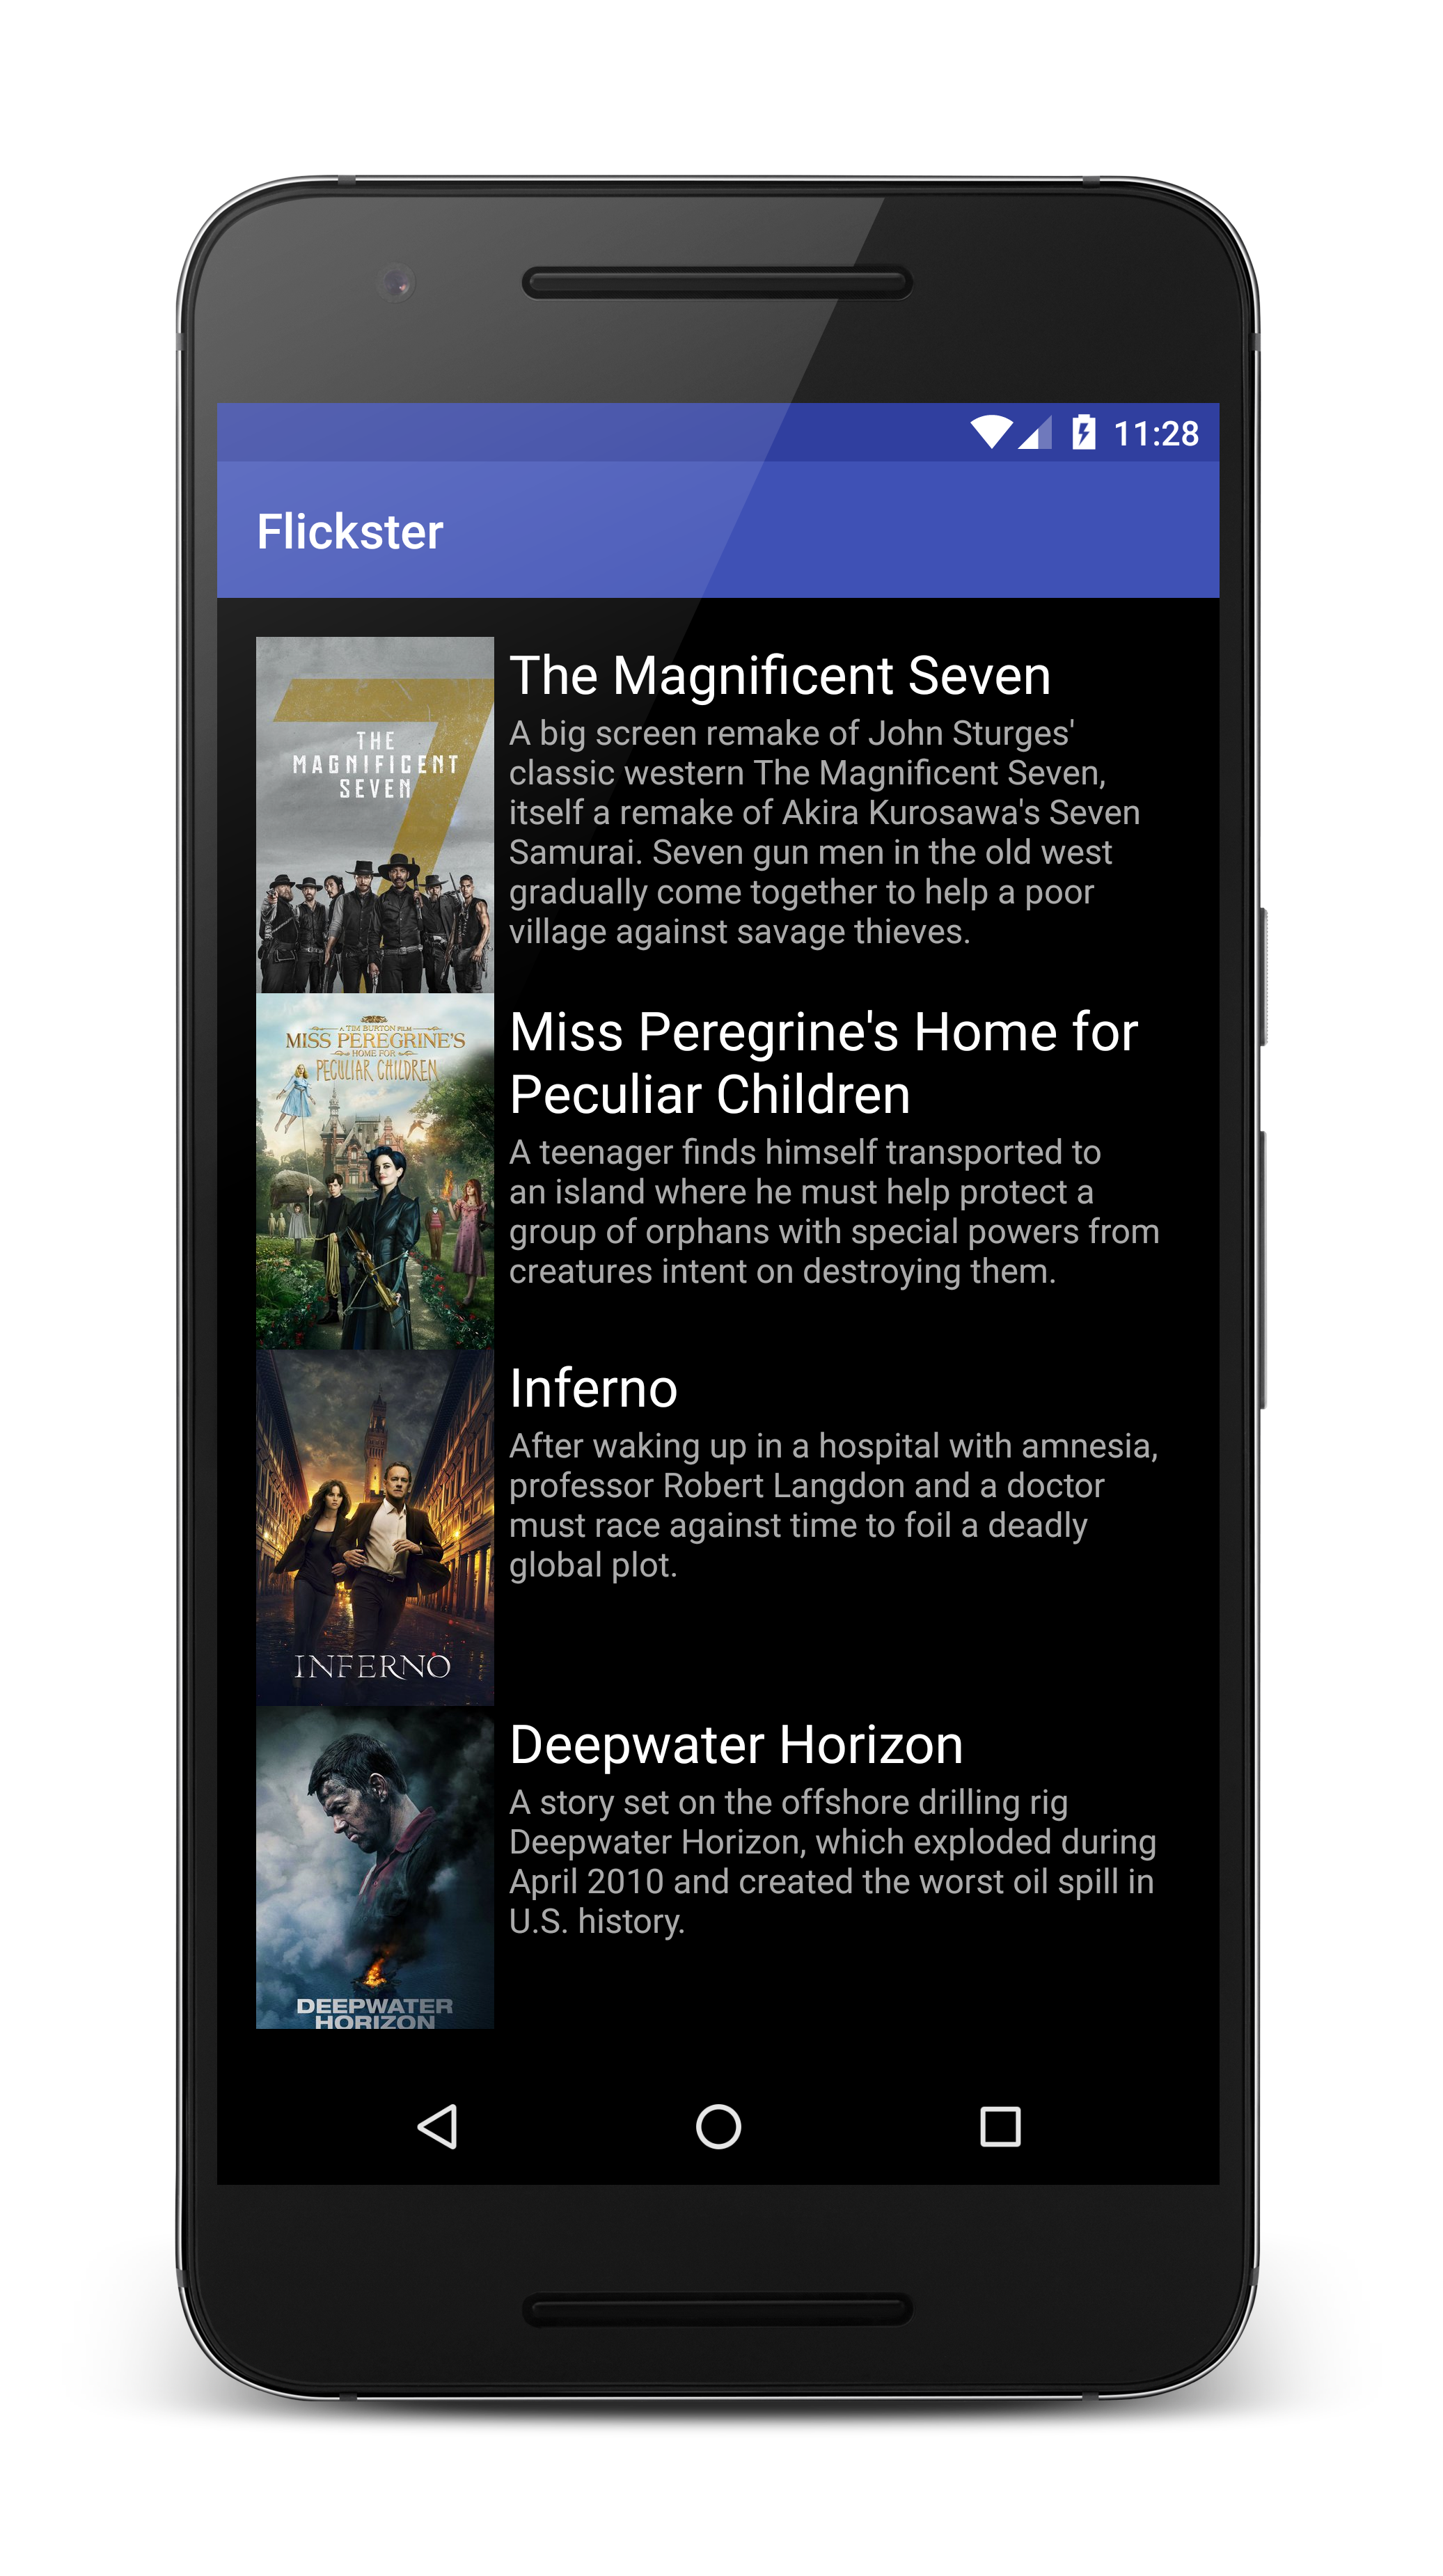 11:28
Flickster
THE
MAGNIFICENT
SEVEN
The Magnificent Seven
A big screen remake of John Sturges'
classic western The Magnificent Seven,
itself a remake of Akira Kurosawa's Seven
Samurai. Seven gun men in the old west
gradually come together to help a poor
village against savage thieves.
A TIM BURTON FILM
MISS PEREGRINE'S
HOME FOR
PECULIAR CHILDREN
Miss Peregrine's Home for
Peculiar Children
A teenager finds himself transported to
an island where he must help protect a
group of orphans with special powers from
creatures intent on destroying them.
INFERNO
Inferno
After waking up in a hospital with amnesia,
professor Robert Langdon and a doctor
must race against time to foil a deadly
global plot.
DEEPWATER
HORIZON
Deepwater Horizon
A story set on the offshore drilling rig
Deepwater Horizon, which exploded during
April 2010 and created the worst oil spill in
U.S. history.